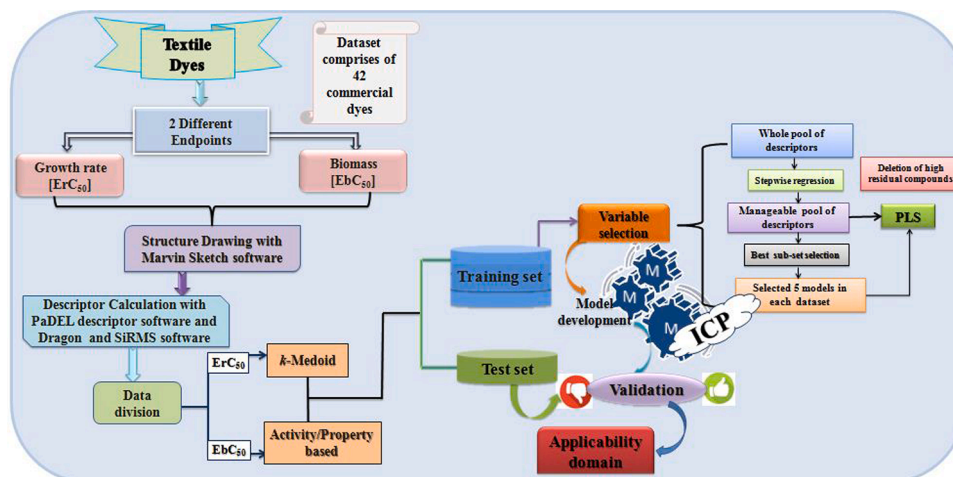 Textile
Dyes
Dataset
comprises of
42
commercial
dyes
2 Different
Endpoints
Growth rate
[ErC50]
Biomass
[EbC50]
Structure Drawing with
Marvin Sketch software
Descriptor Calculation with
PaDEL descriptor software and
Dragon and SiRMS software
Data
division
ErC50
EbC50
k-Medoid
Activity/Property
based
Training set
Test set
Variable
selection
Model
development
M
M
M
ICP
Validation
Applicability
domain
Whole pool of
descriptors
Stepwise regression
Manageable pool of
descriptors
Best sub-set selection
Selected 5 models in
each dataset
Deletion of high
residual compounds
PLS